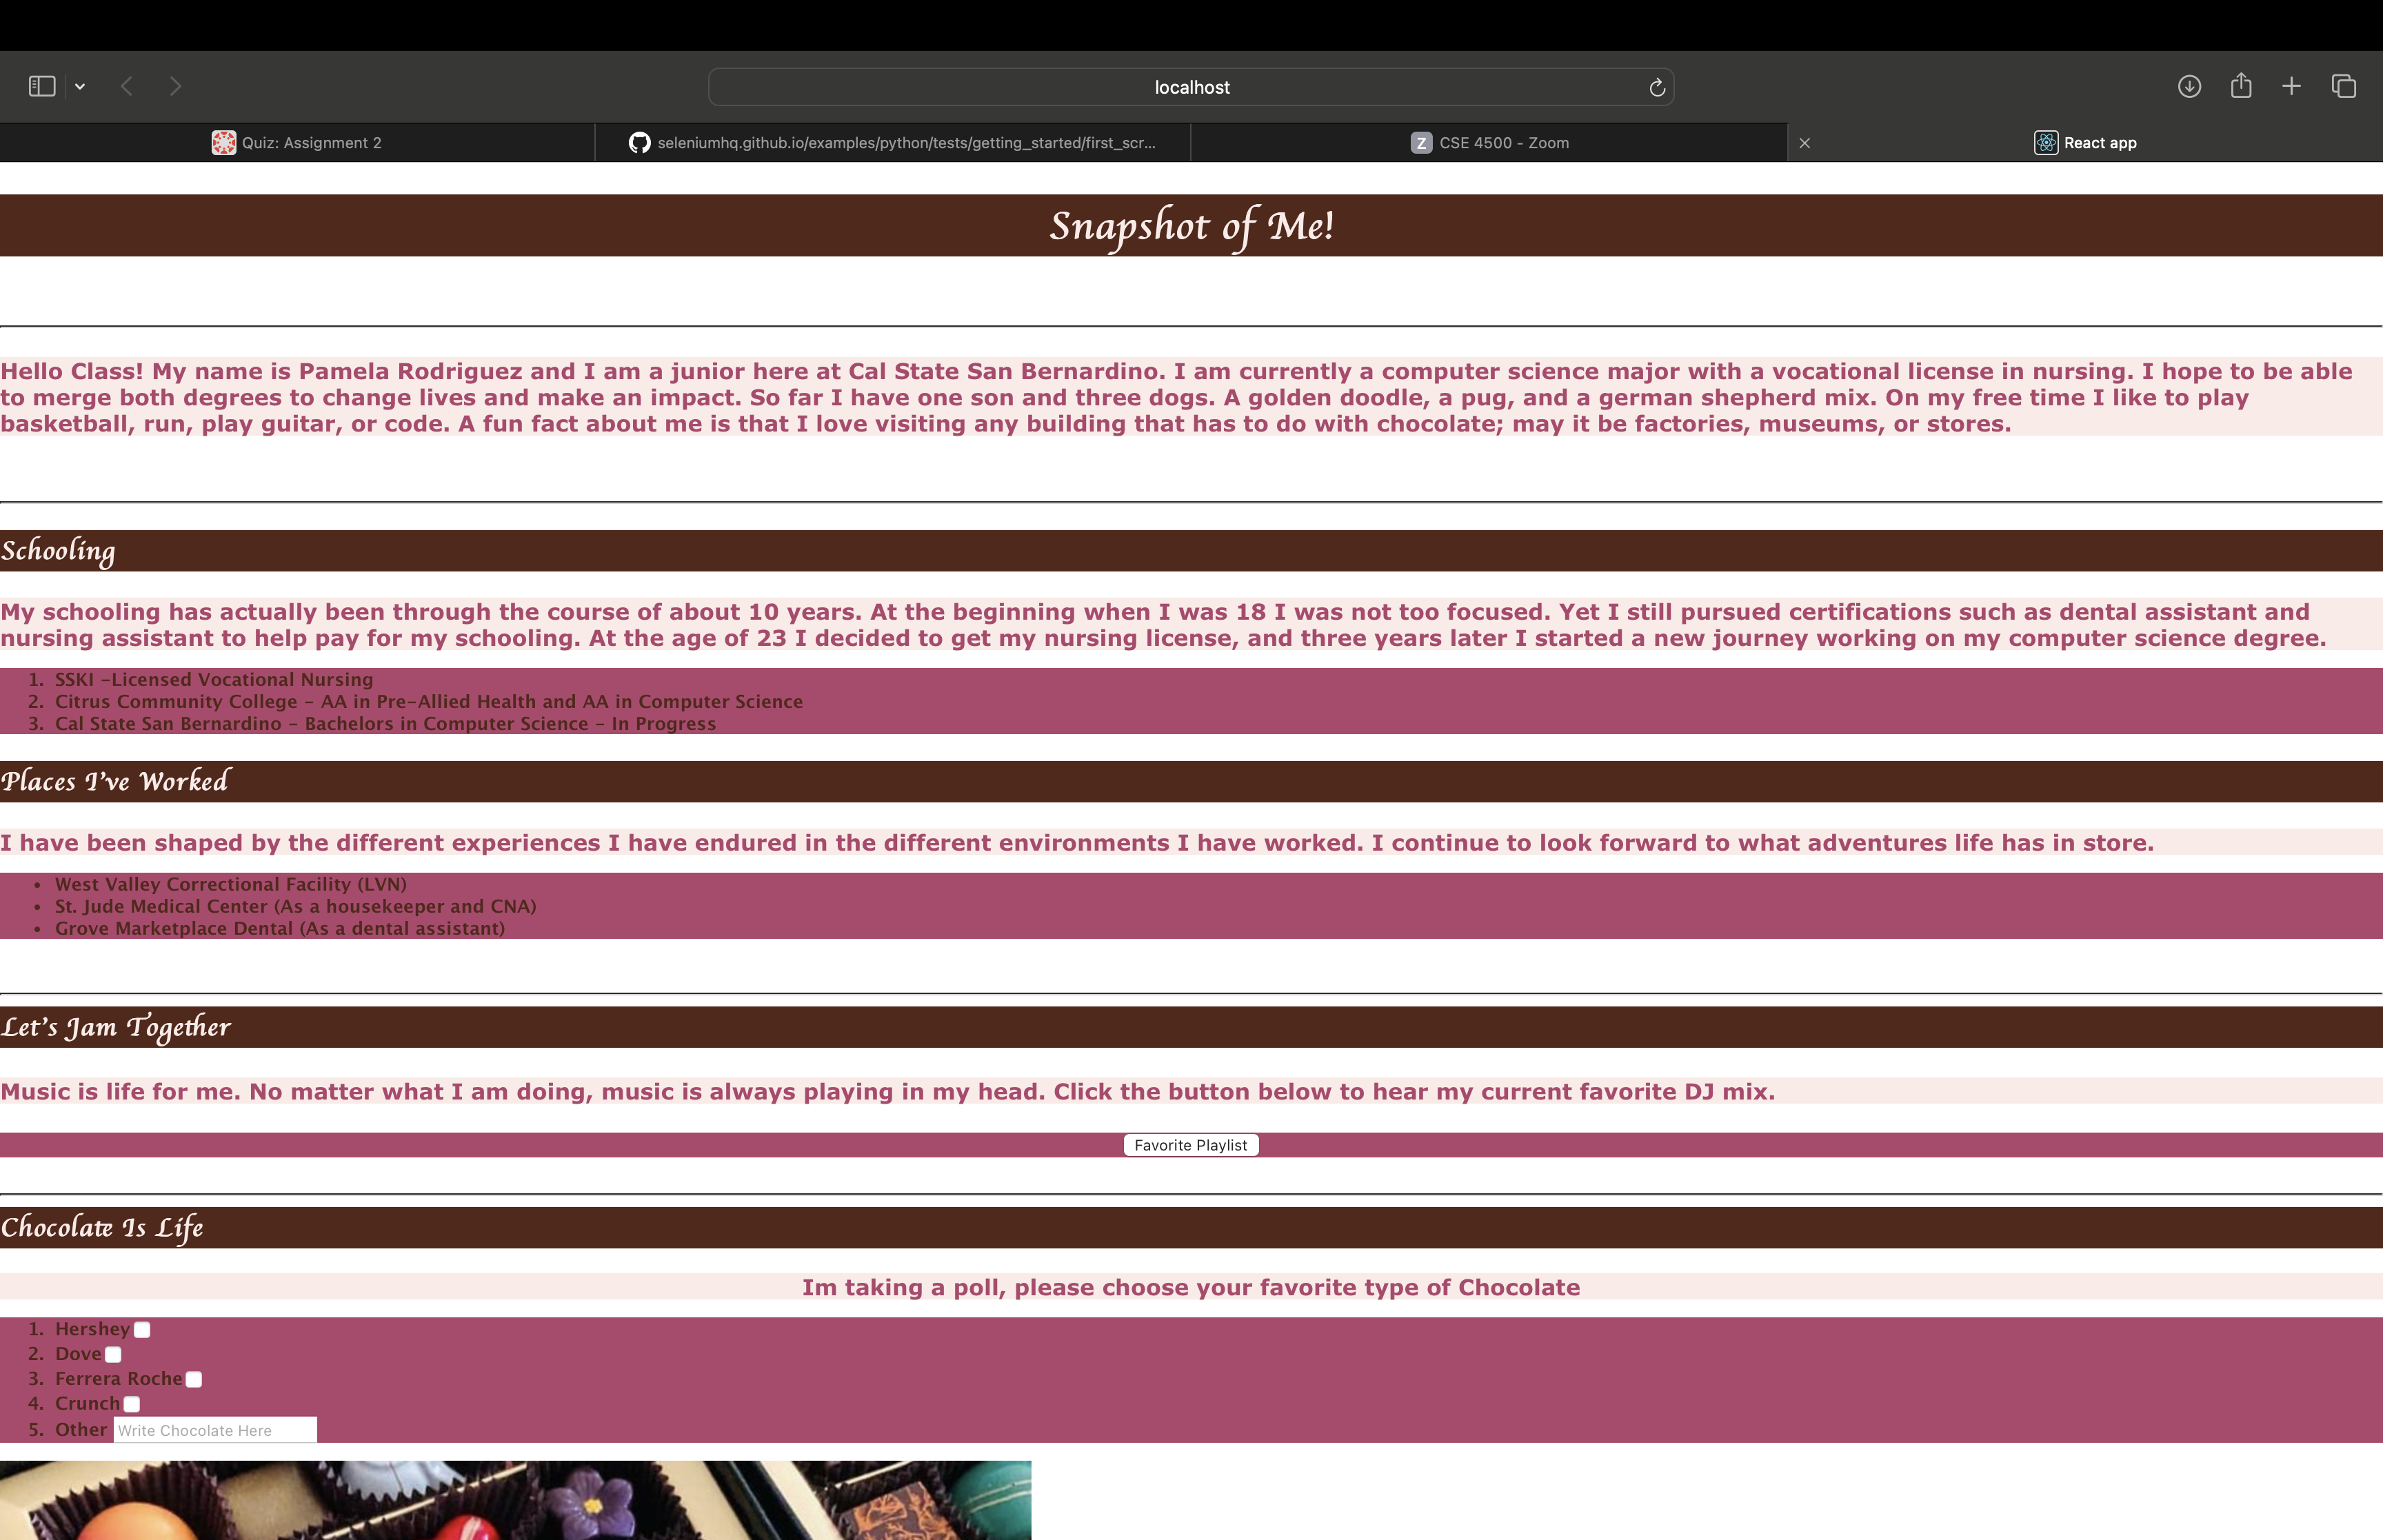 localhost
Quiz: Assignment 2
seleniumhq.github.io/examples/python/tests/getting_started/first_scr...
Z CSE 4500 - Zoom
React app
Snapshot of Me!
Hello Class! My name is Pamela Rodriguez and I am a junior here at Cal State San Bernardino. I am currently a computer science major with a vocational license in nursing. I hope to be able
to merge both degrees to change lives and make an impact. So far I have one son and three dogs. A golden doodle, a pug, and a german shepherd mix. On my free time I like to play
basketball, run, play guitar, or code. A fun fact about me is that I love visiting any building that has to do with chocolate; may it be factories, museums, or stores.
Schooling
My schooling has actually been through the course of about 10 years. At the beginning when I was 18 I was not too focused. Yet I still pursued certifications such as dental assistant and
nursing assistant to help pay for my schooling. At the age of 23 I decided to get my nursing license, and three years later I started a new journey working on my computer science degree.
1. SSKI -Licensed Vocational Nursing
2. Citrus Community College - AA in Pre-Allied Health and AA in Computer Science
3. Cal State San Bernardino - Bachelors in Computer Science - In Progress
Places I've Worked
I have been shaped by the different experiences I have endured in the different environments I have worked. I continue to look forward to what adventures life has in store.
• West Valley Correctional Facility (LVN)
• St. Jude Medical Center (As a housekeeper and CNA)
• Grove Marketplace Dental (As a dental assistant)
Let's Jam Together
Music is life for me. No matter what I am doing, music is always playing in my head. Click the button below to hear my current favorite DJ mix.
Favorite Playlist
Chocolate Is Life
Im taking a poll, please choose your favorite type of Chocolate
1. Hershey
2. Dove
3. Ferrera Roche
4. Crunch
5. Other Write Chocolate Here